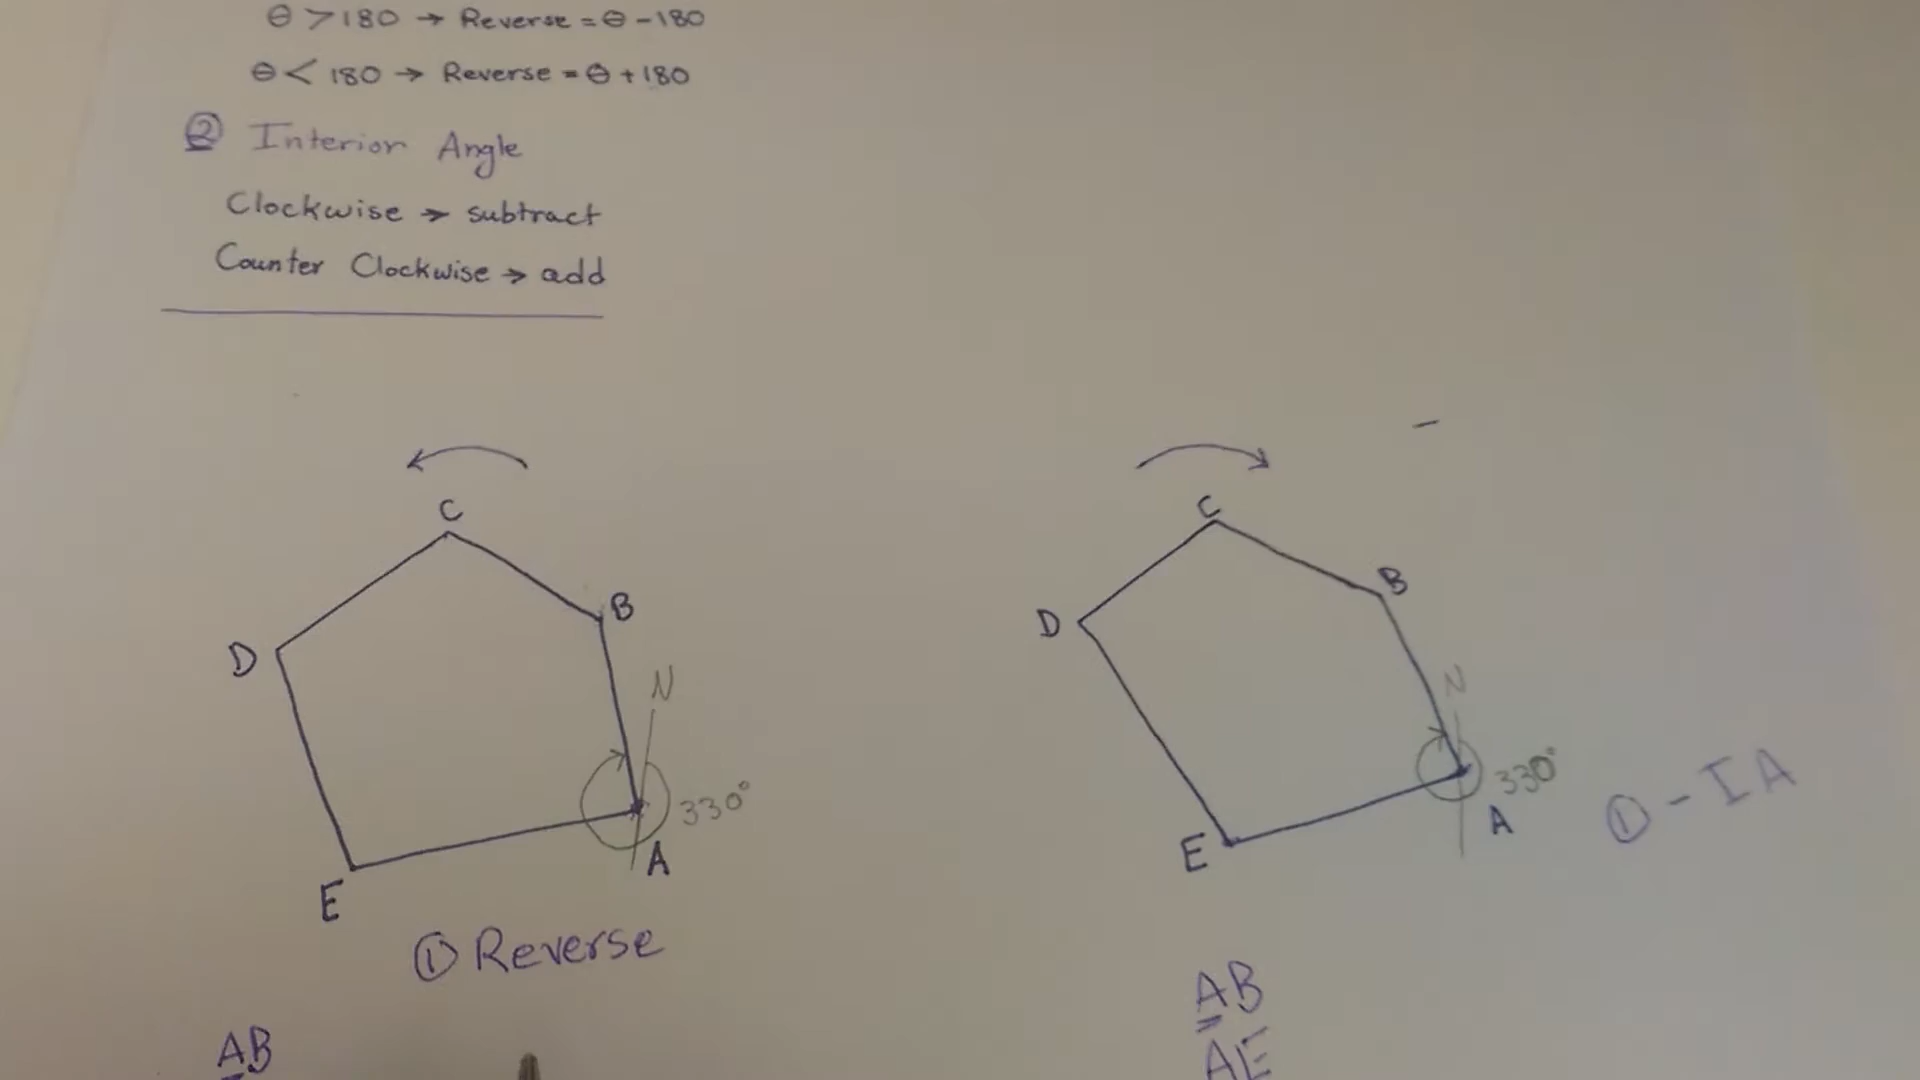 θ > 180 → Reverse = θ - 180
θ < 180 → Reverse = θ + 180
② Interior Angle
Clockwise → subtract
Counter Clockwise → add
C
B
D
N
330°
A
E
① Reverse
AB
C
B
D
N
330°
A
E
① - IA
AB
AE